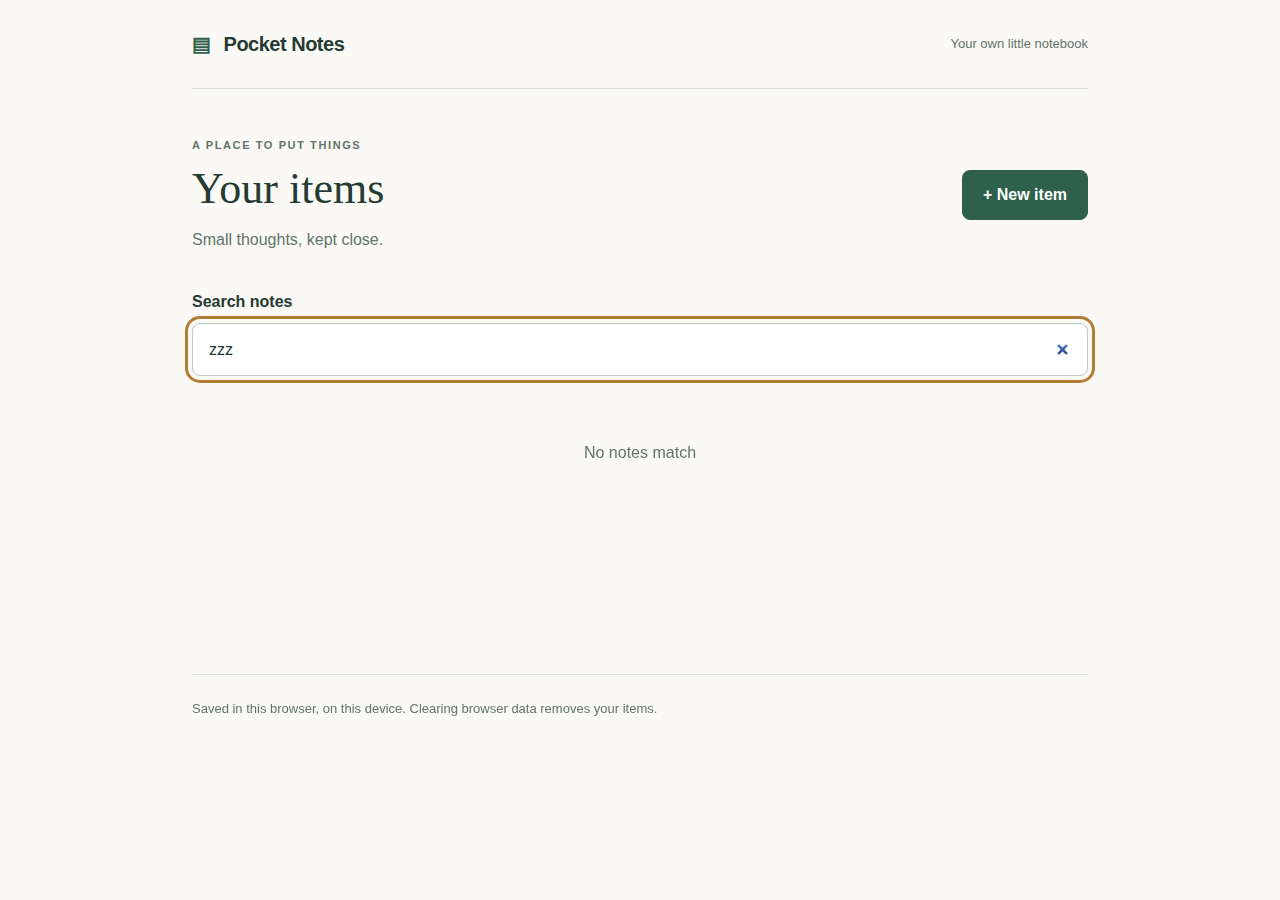 Pocket Notes
Your own little notebook
A PLACE TO PUT THINGS
Your items
+ New item
Small thoughts, kept close.
Search notes
zzz
No notes match
Saved in this browser, on this device. Clearing browser data removes your items.